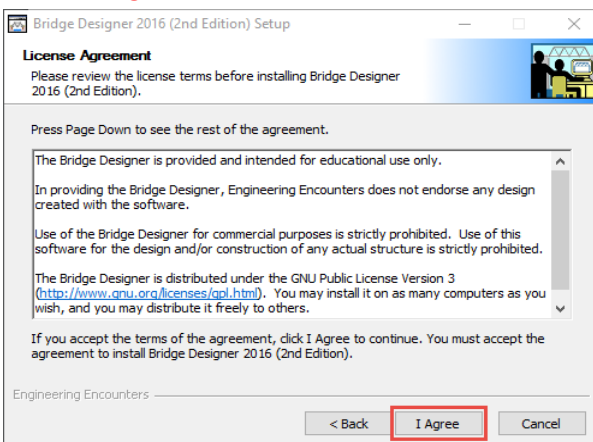 Bridge Designer 2016 (2nd Edition) Setup
License Agreement
Please review the license terms before installing Bridge Designer
2016 (2nd Edition).
Press Page Down to see the rest of the agreement.
The Bridge Designer is provided and intended for educational use only.
In providing the Bridge Designer, Engineering Encounters does not endorse any design
created with the software.
Use of the Bridge Designer for commercial purposes is strictly prohibited.  Use of this
software for the design and/or construction of any actual structure is strictly prohibited.
The Bridge Designer is distributed under the GNU Public License Version 3
(http://www.gnu.org/licenses/gpl.html).  You may install it on as many computers as you
wish, and you may distribute it freely to others.
If you accept the terms of the agreement, click I Agree to continue. You must accept the
agreement to install Bridge Designer 2016 (2nd Edition).
Engineering Encounters
< Back I Agree Cancel